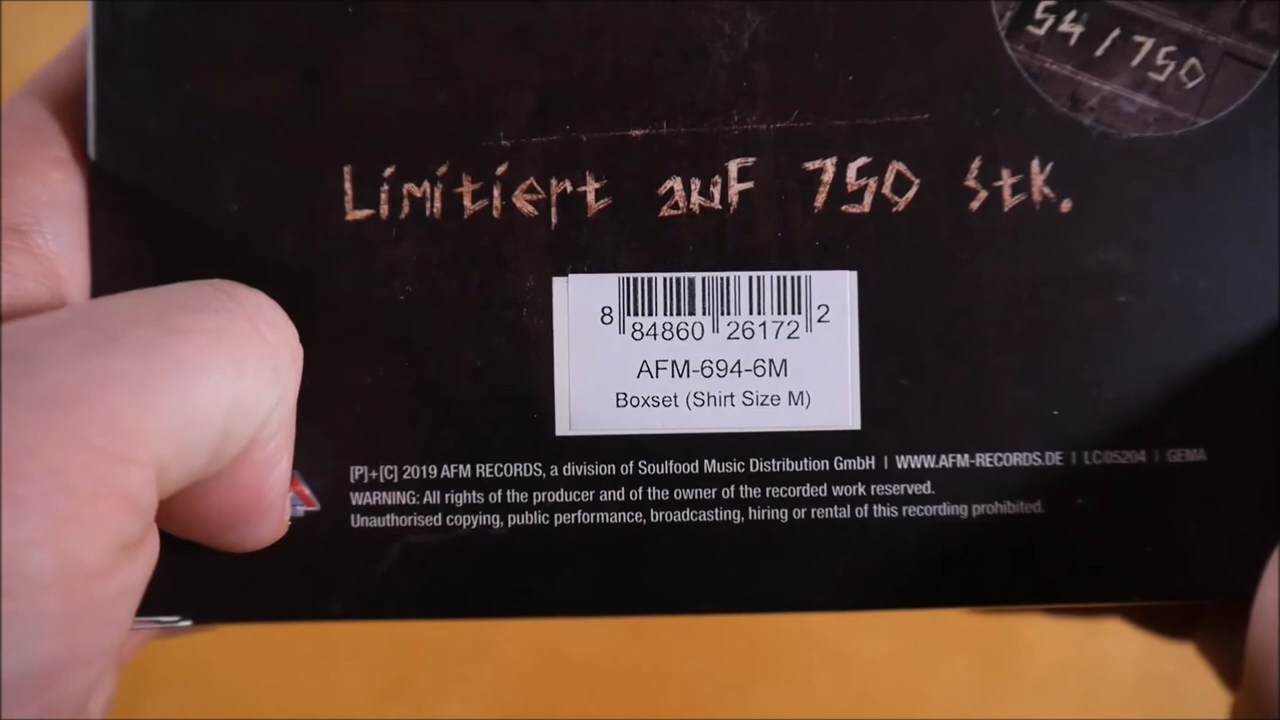 54/750
Limitiert auf 750 Stk.
8 84860 26172 2
AFM-694-6M
Boxset (Shirt Size M)
[P]+[C] 2019 AFM RECORDS, a division of Soulfood Music Distribution GmbH | WWW.AFM-RECORDS.DE | LC05204 | GEMA
WARNING: All rights of the producer and of the owner of the recorded work reserved.
Unauthorised copying, public performance, broadcasting, hiring or rental of this recording prohibited.